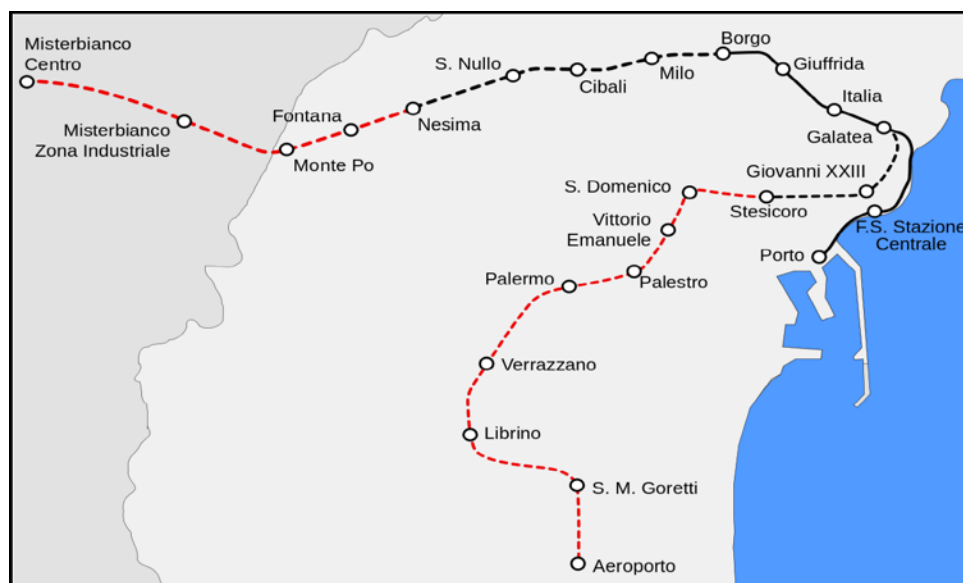 Misterbianco
Centro
Misterbianco
Zona Industriale
Fontana
Monte Po
Nesima
S. Nullo
Cibali
Milo
Borgo
Giuffrida
Italia
Galatea
Giovanni XXIII
F.S. Stazione
Centrale
Porto
Stesicoro
S. Domenico
Vittorio
Emanuele
Palestro
Palermo
Verrazzano
Librino
S. M. Goretti
Aeroporto